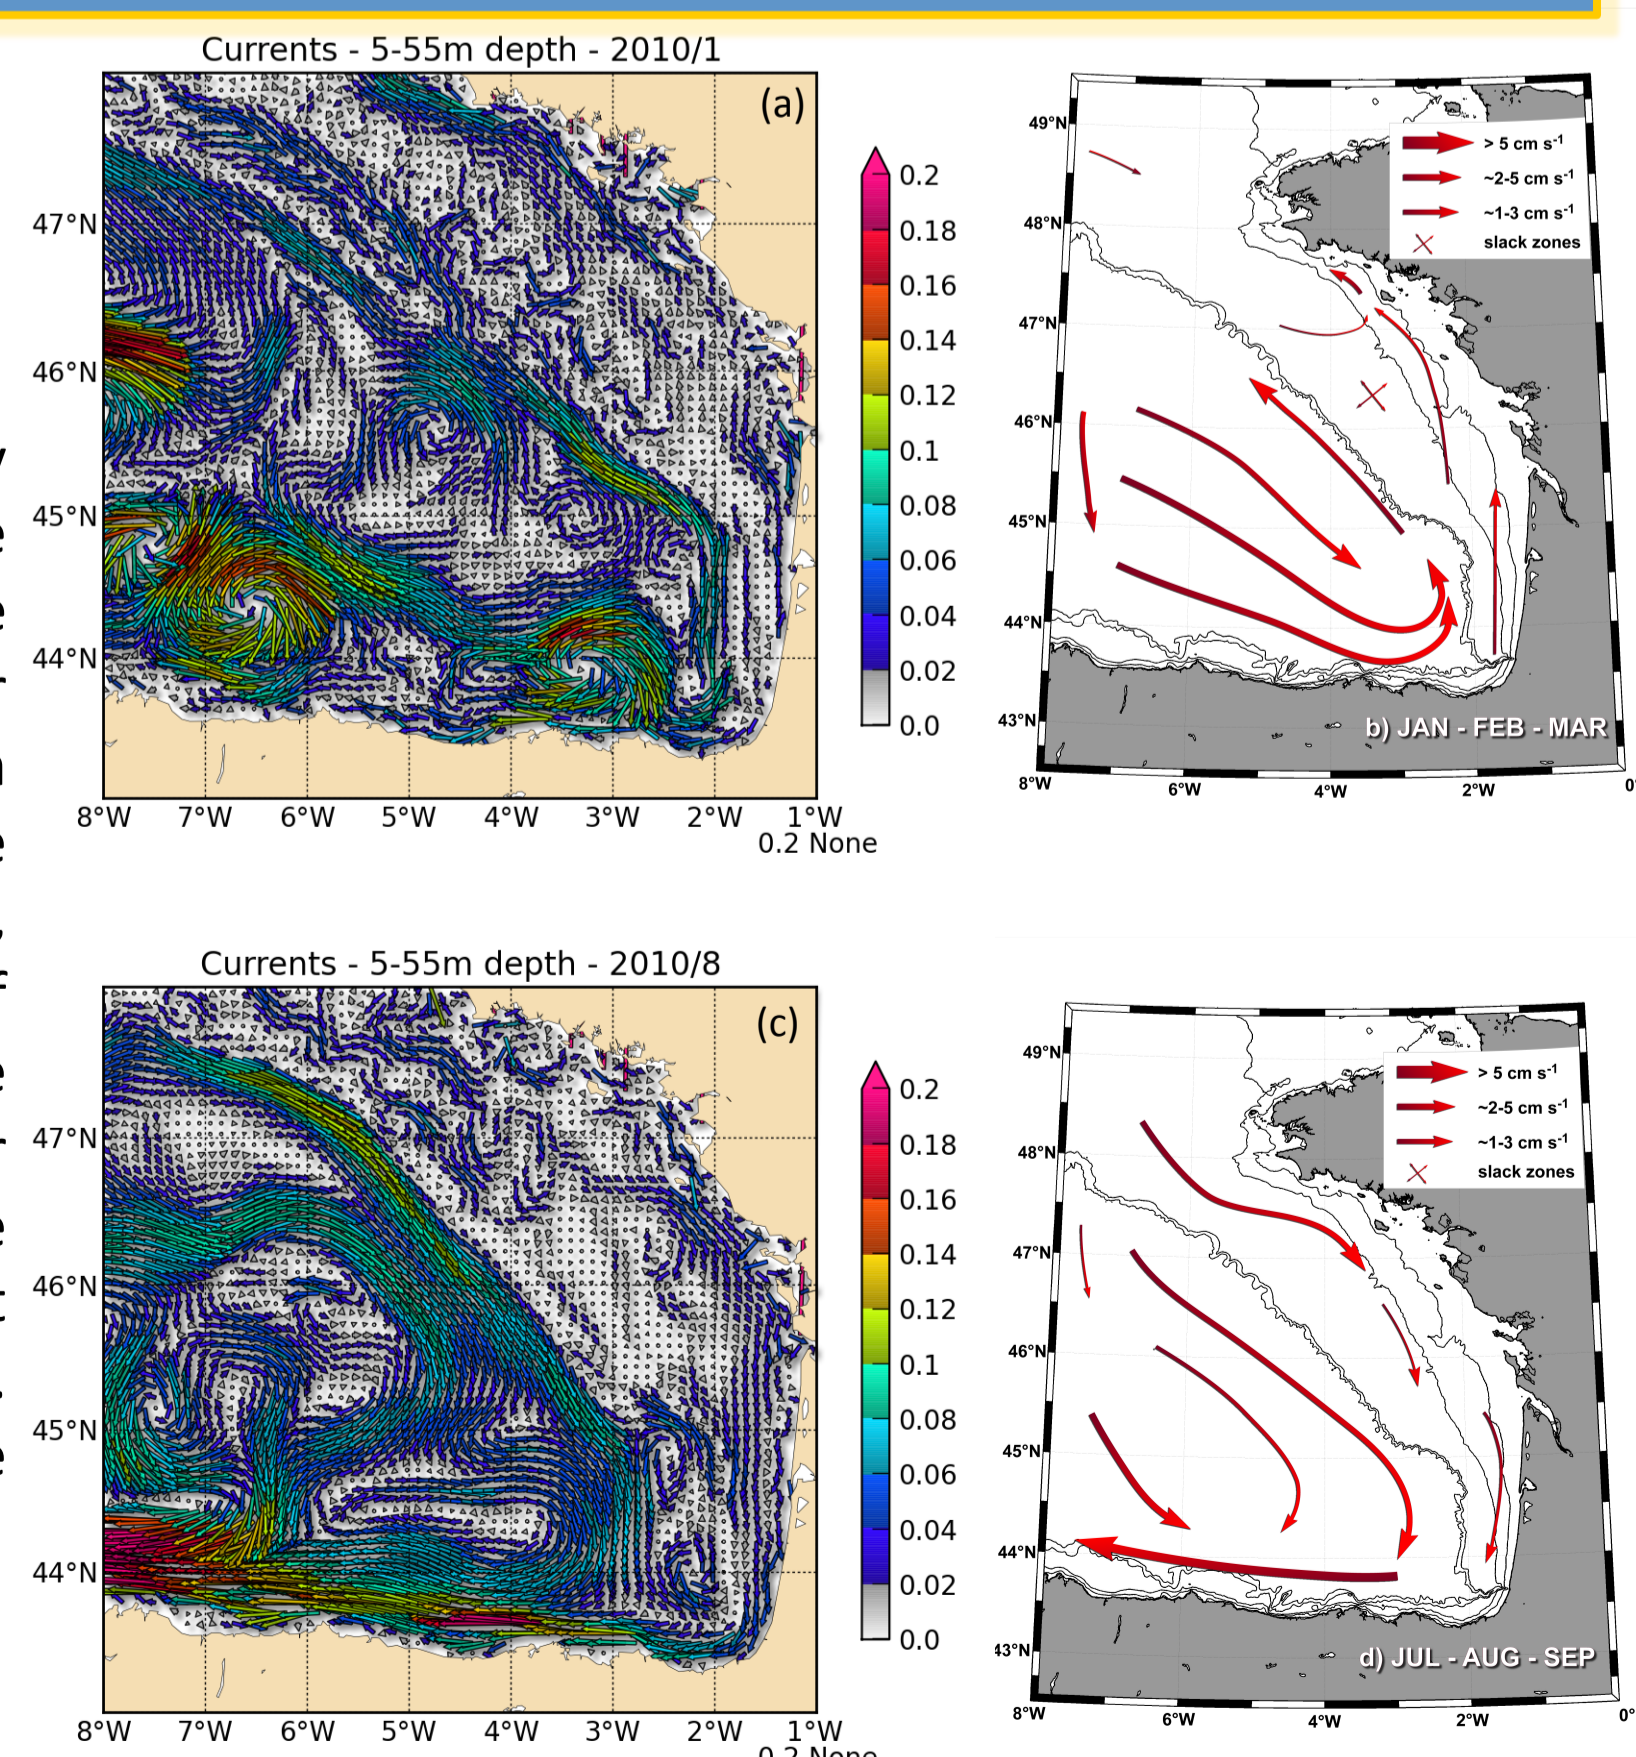 Currents - 5-55m depth - 2010/1
(a)
47°N
46°N
45°N
44°N
8°W 7°W 6°W 5°W 4°W 3°W 2°W 1°W
0.2 None
0.2
0.18
0.16
0.14
0.12
0.1
0.08
0.06
0.04
0.02
0.0
49°N
48°N
47°N
46°N
45°N
44°N
43°N
8°W 6°W 4°W 2°W 0°
> 5 cm s⁻¹
~2-5 cm s⁻¹
~1-3 cm s⁻¹
slack zones
b) JAN - FEB - MAR
Currents - 5-55m depth - 2010/8
(c)
47°N
46°N
45°N
44°N
8°W 7°W 6°W 5°W 4°W 3°W 2°W 1°W
0.2 None
0.2
0.18
0.16
0.14
0.12
0.1
0.08
0.06
0.04
0.02
0.0
49°N
48°N
47°N
46°N
45°N
44°N
43°N
8°W 6°W 4°W 2°W 0°
> 5 cm s⁻¹
~2-5 cm s⁻¹
~1-3 cm s⁻¹
slack zones
d) JUL - AUG - SEP